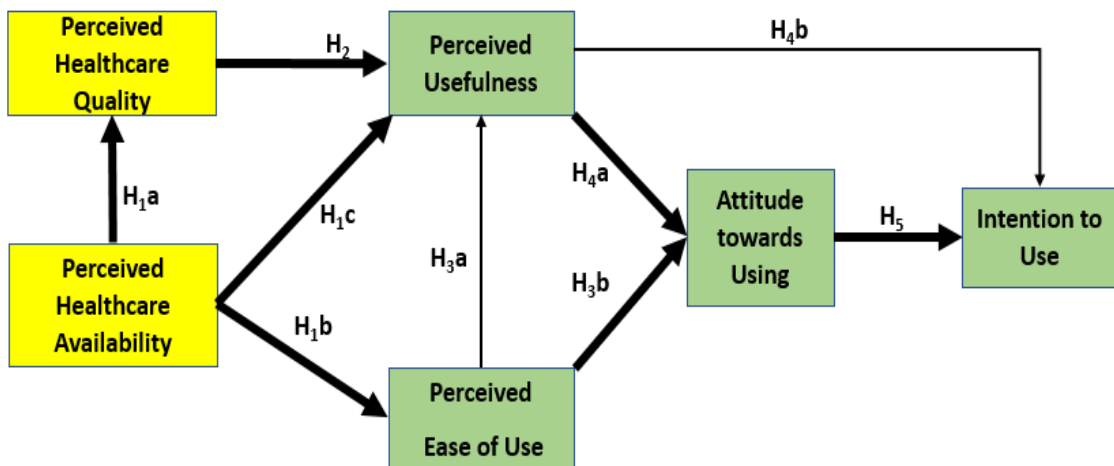 Perceived
Healthcare
Quality
H₂
Perceived
Usefulness
H₄b
H₁a
H₁c
H₄a
Perceived
Healthcare
Availability
H₃a
Attitude
towards
Using
H₅
Intention to
Use
H₁b
H₃b
Perceived
Ease of Use